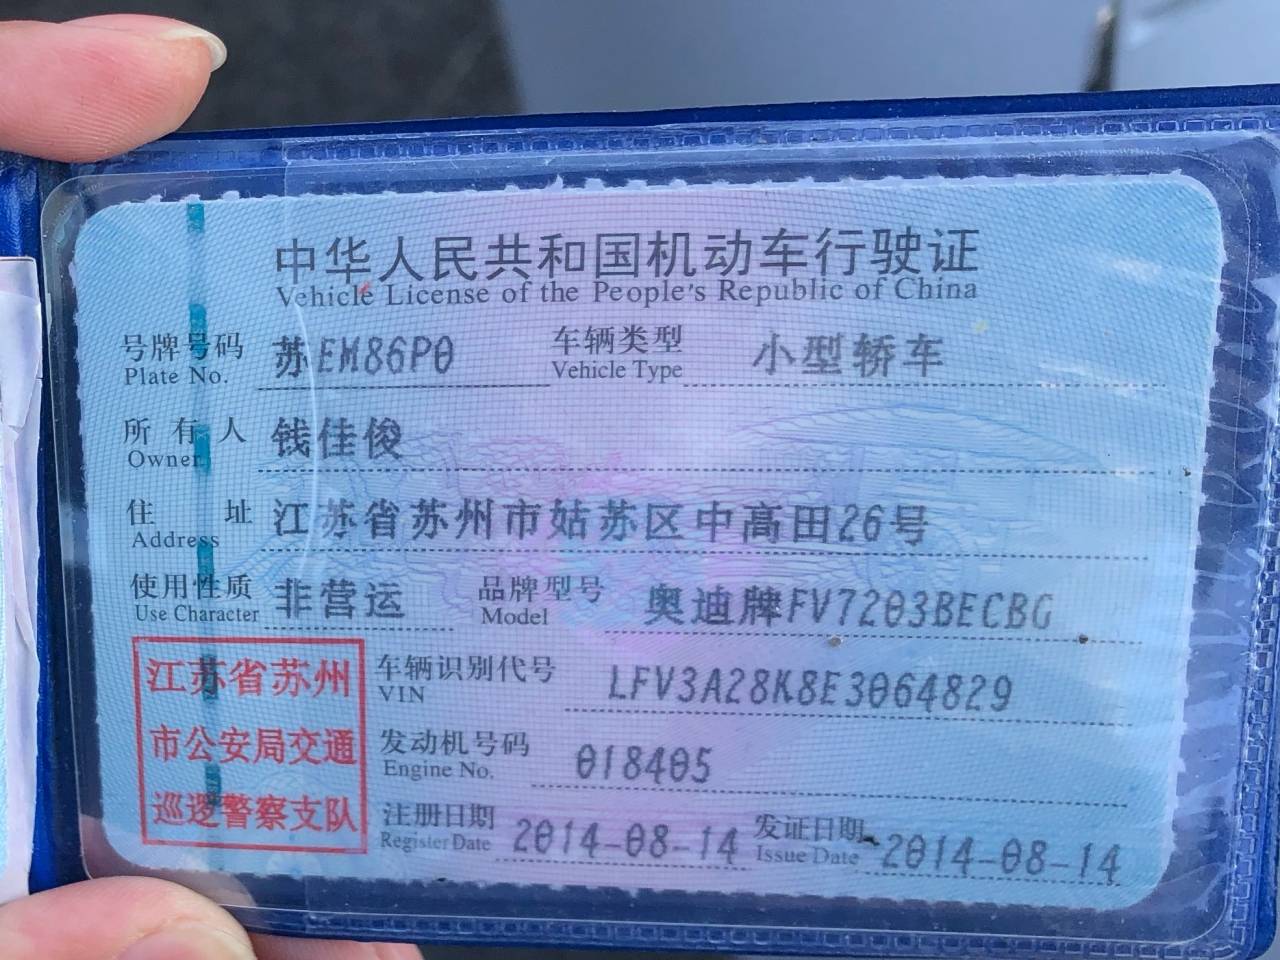 中华人民共和国机动车行驶证
Vehicle License of the People's Republic of China
号牌号码 苏EM86P0 车辆类型 小型轿车
Plate No. Vehicle Type
所有人 钱佳俊
Owner
住址 江苏省苏州市姑苏区中高田26号
Address
使用性质 非营运 品牌型号 奥迪牌FV7203BECBG
Use Character Model
江苏省苏州
市公安局交通
巡逻警察支队
车辆识别代号 LFV3A28K8E3064829
VIN
发动机号码 018405
Engine No.
注册日期 2014-08-14 发证日期 2014-08-14
Register Date Issue Date